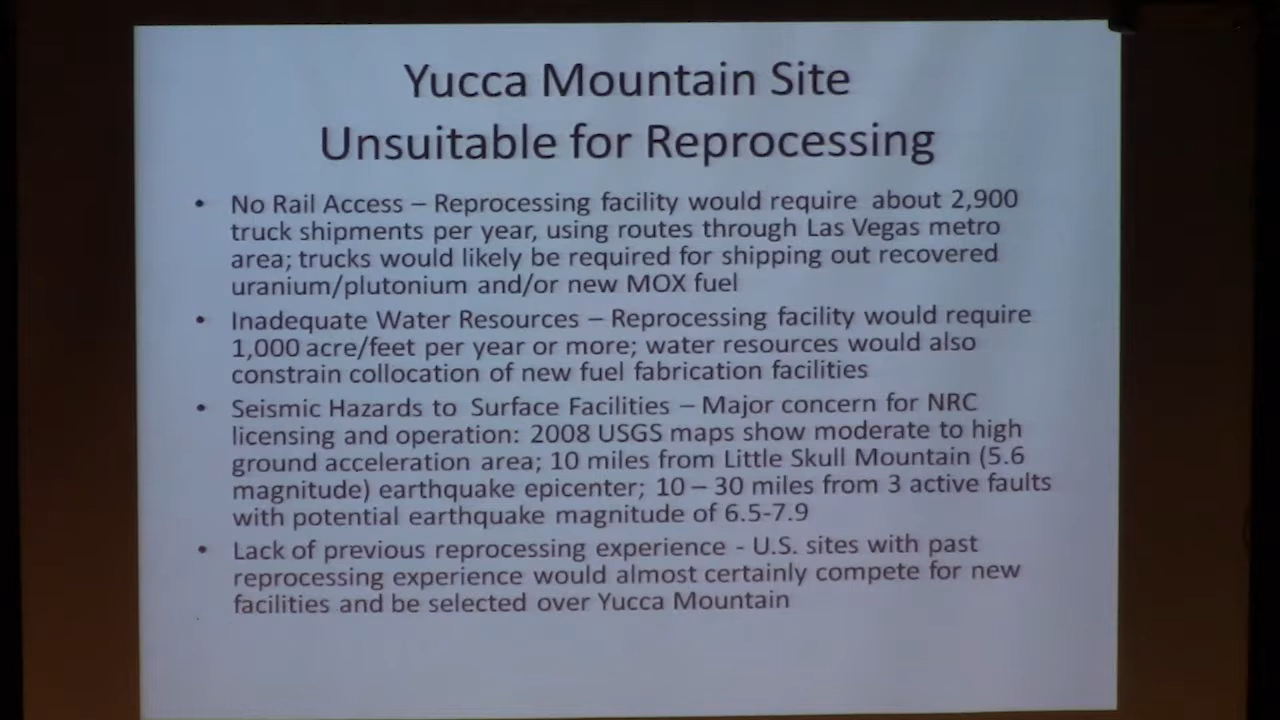 Yucca Mountain Site
Unsuitable for Reprocessing
• No Rail Access – Reprocessing facility would require about 2,900
truck shipments per year, using routes through Las Vegas metro
area; trucks would likely be required for shipping out recovered
uranium/plutonium and/or new MOX fuel
• Inadequate Water Resources – Reprocessing facility would require
1,000 acre/feet per year or more; water resources would also
constrain collocation of new fuel fabrication facilities
• Seismic Hazards to Surface Facilities – Major concern for NRC
licensing and operation: 2008 USGS maps show moderate to high
ground acceleration area; 10 miles from Little Skull Mountain (5.6
magnitude) earthquake epicenter; 10 – 30 miles from 3 active faults
with potential earthquake magnitude of 6.5-7.9
• Lack of previous reprocessing experience - U.S. sites with past
reprocessing experience would almost certainly compete for new
facilities and be selected over Yucca Mountain